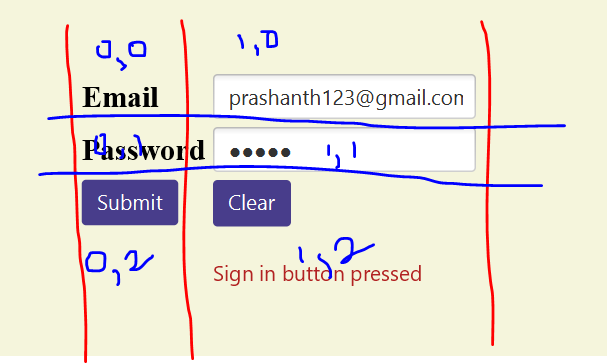 0,0 1,0
Email prashanth123@gmail.con
Password 0,1 ●●●●● 1,1
Submit Clear
0,2 1,2
Sign in button pressed